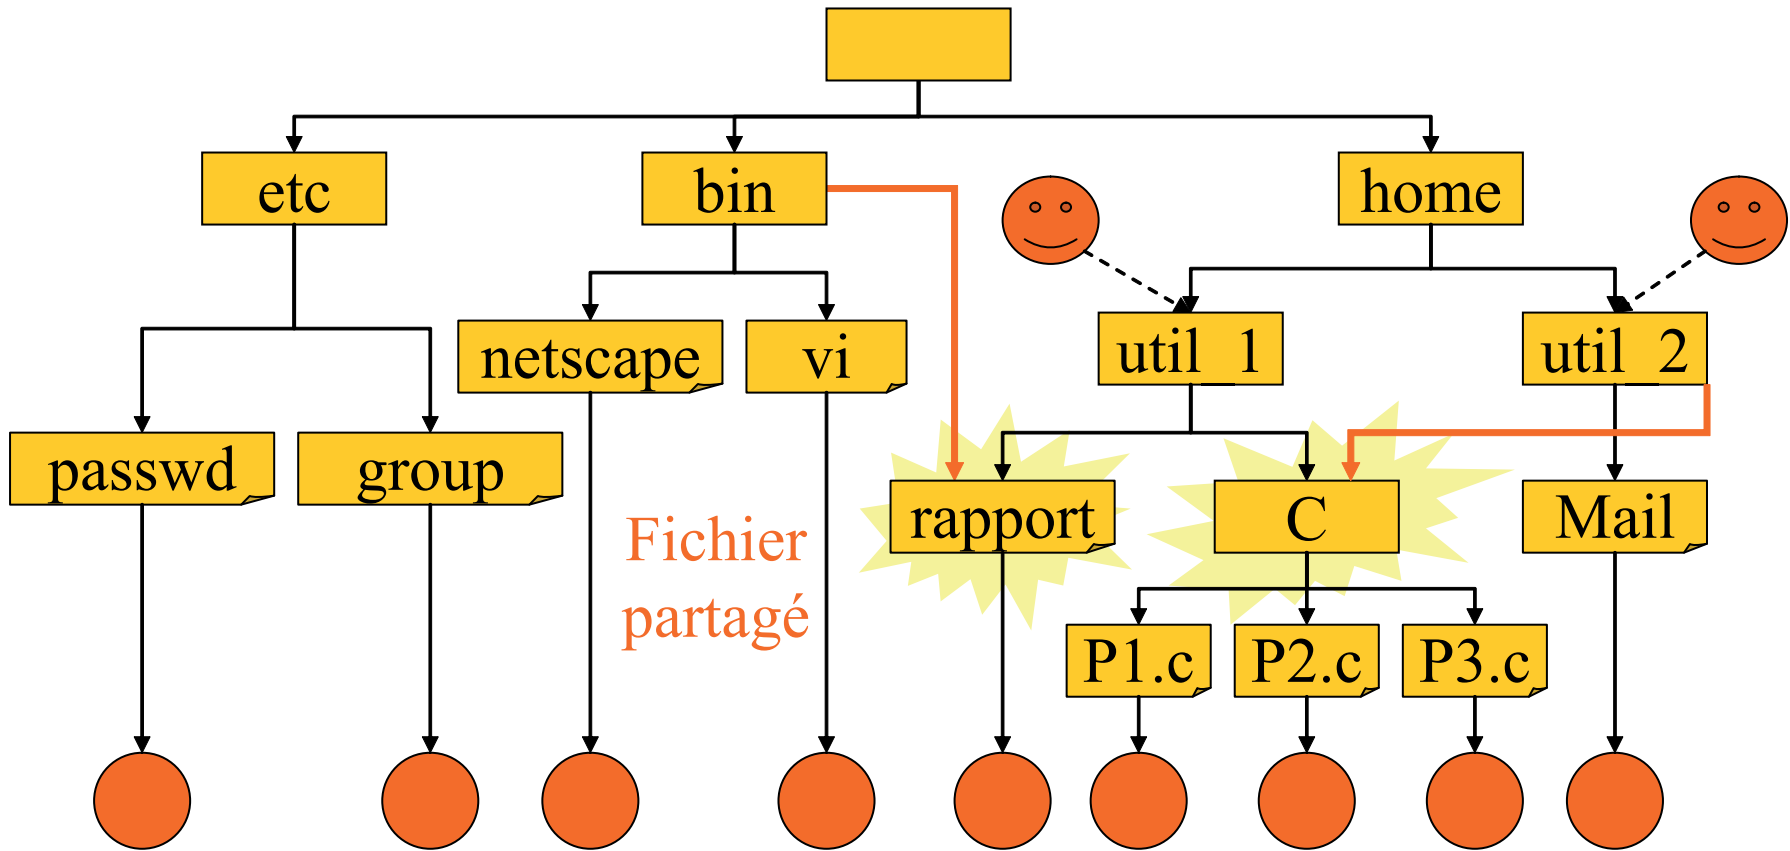 etc
bin
home
netscape
vi
util_1
util_2
passwd
group
rapport
C
Mail
Fichier
partagé
P1.c
P2.c
P3.c